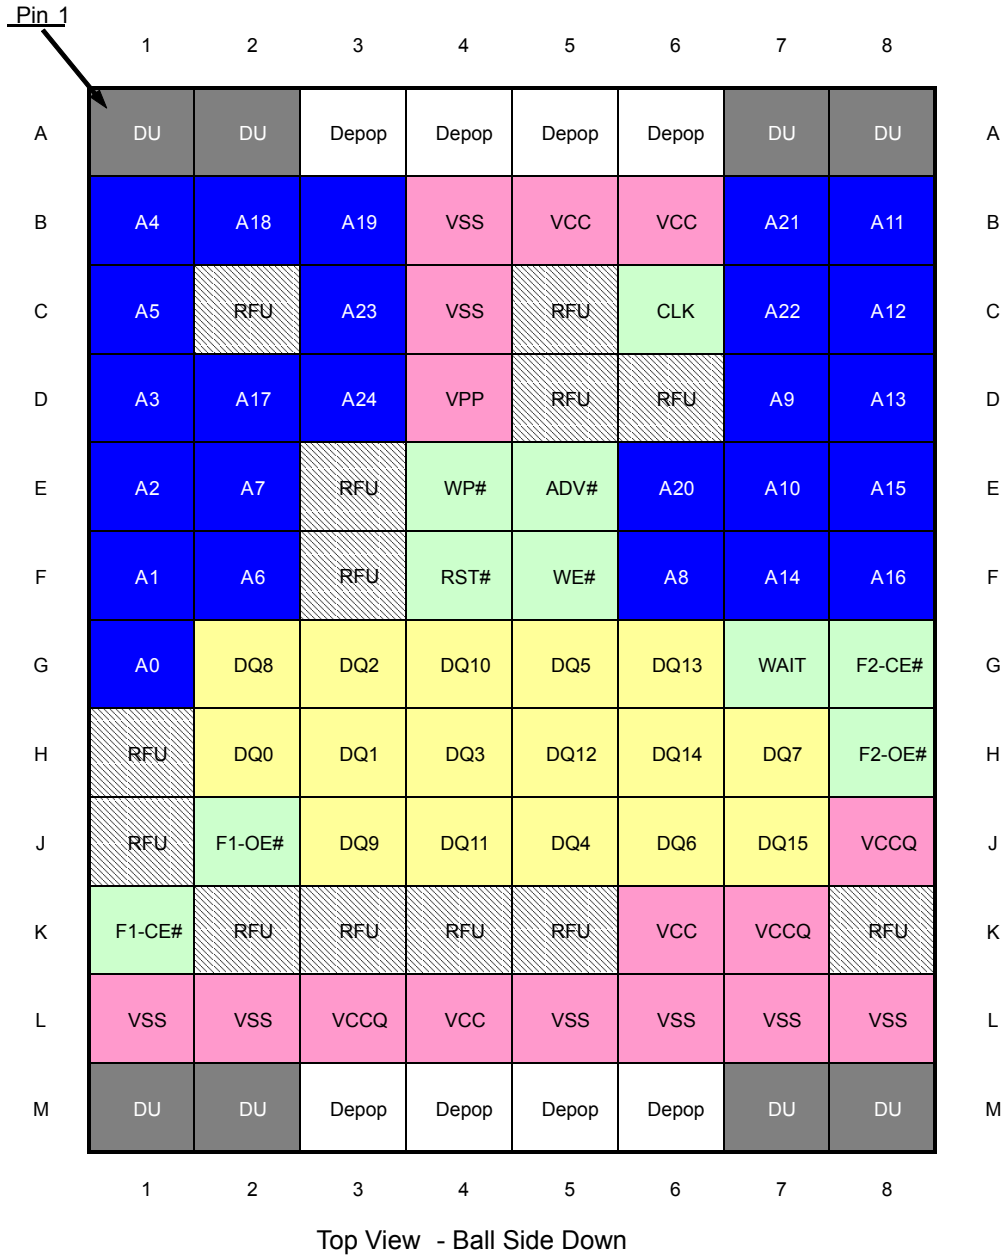 Pin 1
1 2 3 4 5 6 7 8
A DU DU Depop Depop Depop Depop DU DU A
B A4 A18 A19 VSS VCC VCC A21 A11 B
C A5 RFU A23 VSS RFU CLK A22 A12 C
D A3 A17 A24 VPP RFU RFU A9 A13 D
E A2 A7 RFU WP# ADV# A20 A10 A15 E
F A1 A6 RFU RST# WE# A8 A14 A16 F
G A0 DQ8 DQ2 DQ10 DQ5 DQ13 WAIT F2-CE# G
H RFU DQ0 DQ1 DQ3 DQ12 DQ14 DQ7 F2-OE# H
J RFU F1-OE# DQ9 DQ11 DQ4 DQ6 DQ15 VCCQ J
K F1-CE# RFU RFU RFU RFU VCC VCCQ RFU K
L VSS VSS VCCQ VCC VSS VSS VSS VSS L
M DU DU Depop Depop Depop Depop DU DU M
1 2 3 4 5 6 7 8
Top View - Ball Side Down